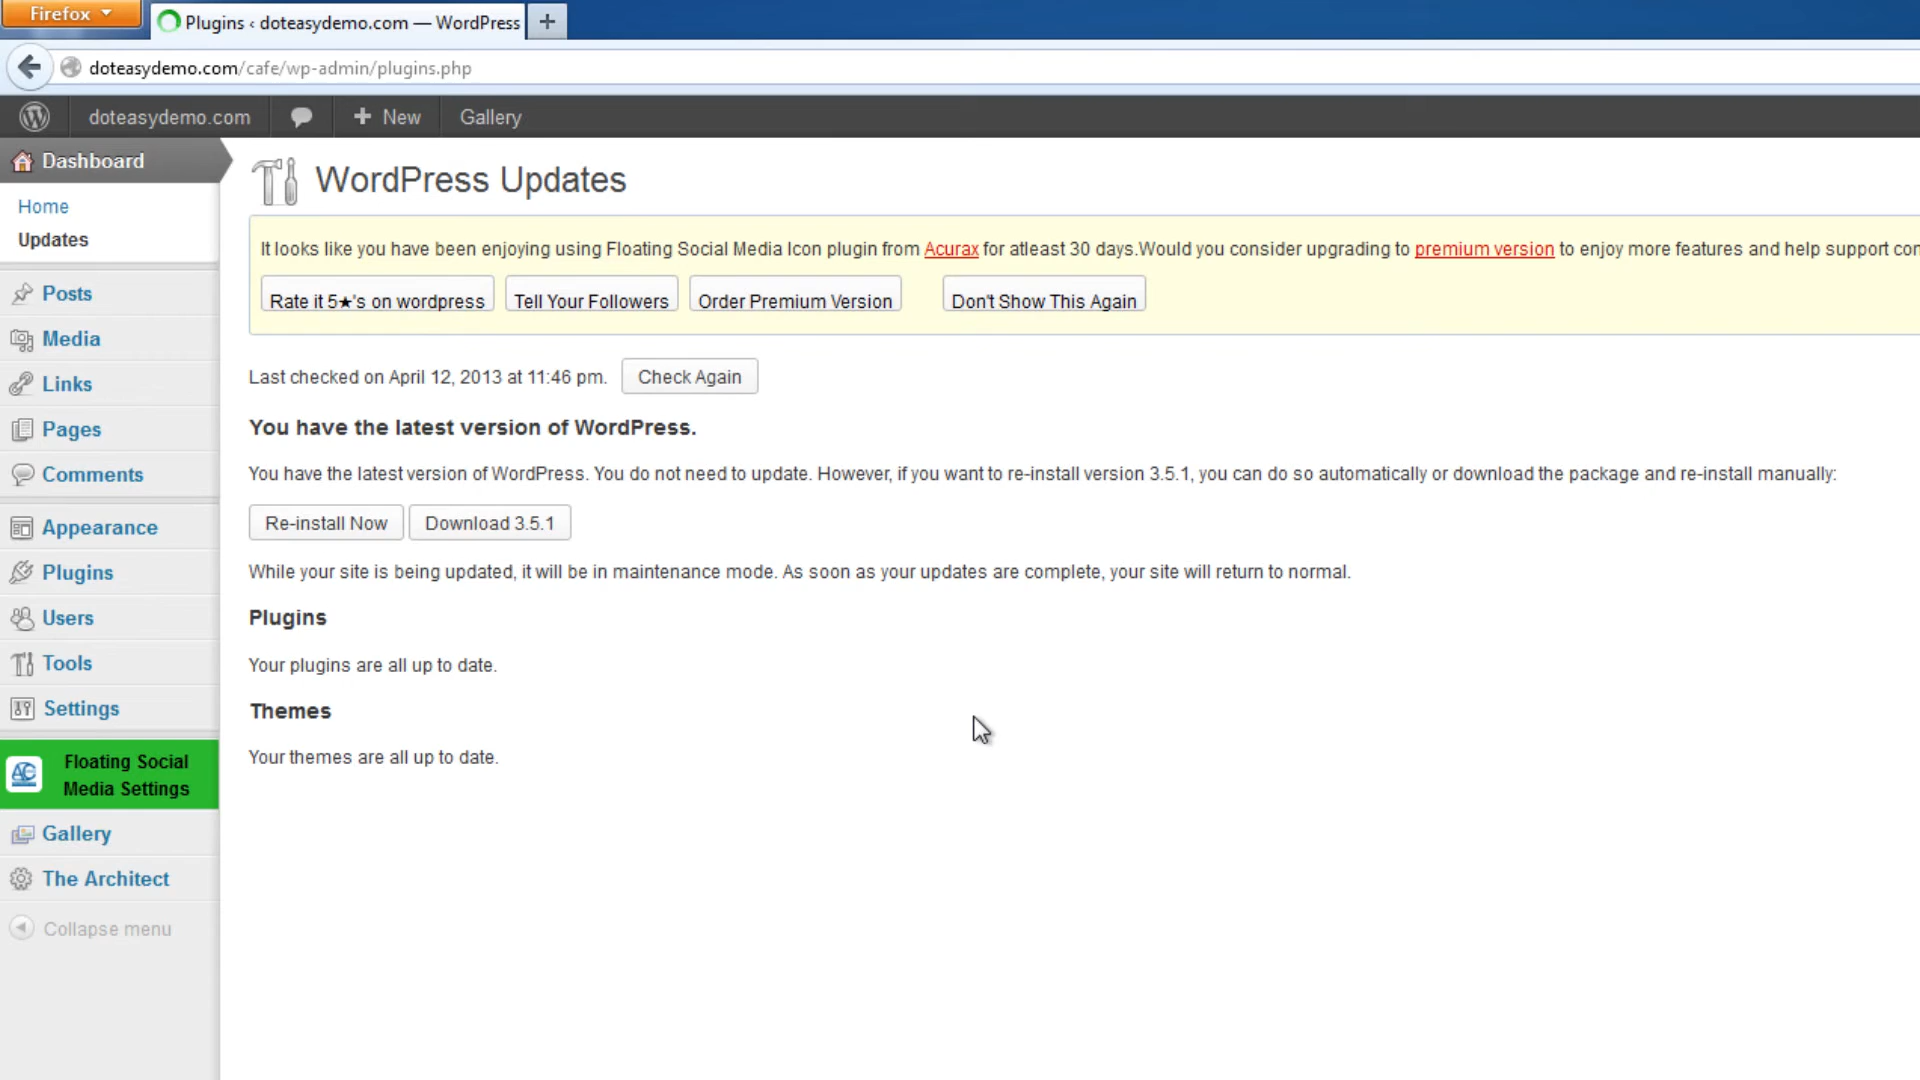 Firefox
Plugins ‹ doteasydemo.com — WordPress
doteasydemo.com/cafe/wp-admin/plugins.php
doteasydemo.com
New
Gallery
Dashboard
Home
Updates
Posts
Media
Links
Pages
Comments
Appearance
Plugins
Users
Tools
Settings
Floating Social
Media Settings
Gallery
The Architect
Collapse menu
WordPress Updates
It looks like you have been enjoying using Floating Social Media Icon plugin from Acurax for atleast 30 days.Would you consider upgrading to premium version to enjoy more features and help support
Rate it 5★'s on wordpress
Tell Your Followers
Order Premium Version
Don't Show This Again
Last checked on April 12, 2013 at 11:46 pm.
Check Again
You have the latest version of WordPress.
You have the latest version of WordPress. You do not need to update. However, if you want to re-install version 3.5.1, you can do so automatically or download the package and re-install manually:
Re-install Now
Download 3.5.1
While your site is being updated, it will be in maintenance mode. As soon as your updates are complete, your site will return to normal.
Plugins
Your plugins are all up to date.
Themes
Your themes are all up to date.